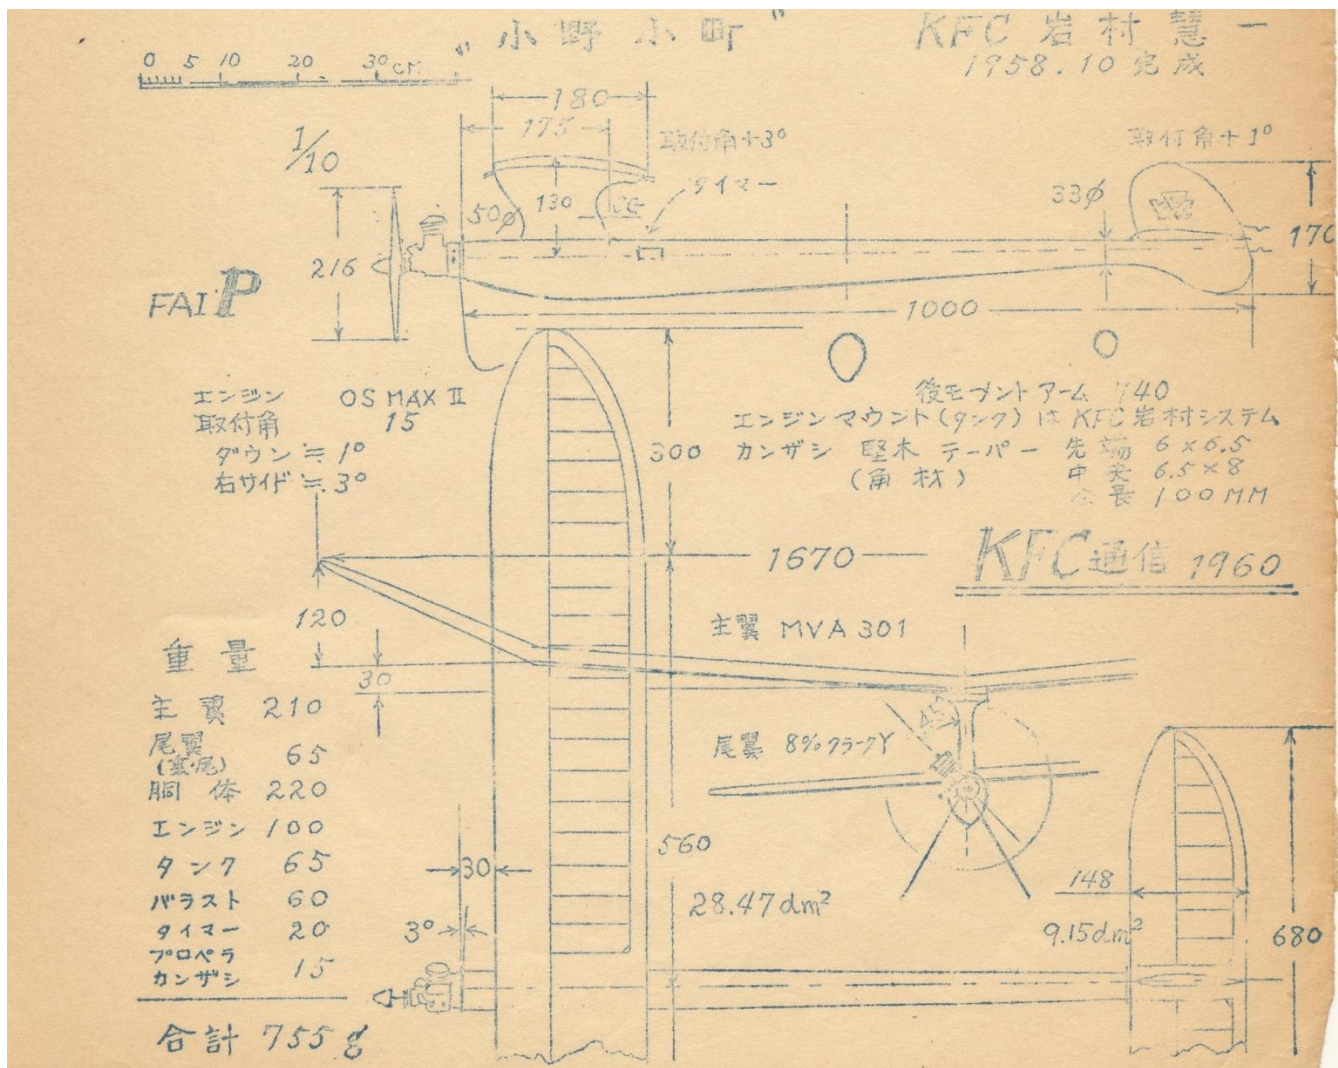 〝小野小町〟
KFC 岩村慧一
1958.10 完成
0 5 10 20 30 CM
1/10
180
175
取付角+3°
取付角+1°
タイマー
50φ
130
CG
33φ
170
216
FAI P
1000
エンジン OS MAX II
取付角 15
ダウン≒1°
右サイド≒3°
300
後モーメントアーム
エンジンマウント(タンク)は KFC岩村システム
カンザシ 堅木 テーパー 先端 6×6.5
(角材) 中央 6.5×8
全長 100MM
1670
KFC通信 1960
120
30
主翼 MVA 301
45°
尾翼 8%クラークY
重量
主翼 210
尾翼 65
胴体 220
エンジン 100
タンク 65
バラスト 60
タイマー 20
プロペラ
カンザシ 15
合計 755g
30
3°
560
28.47dm²
148
9.15dm²
680